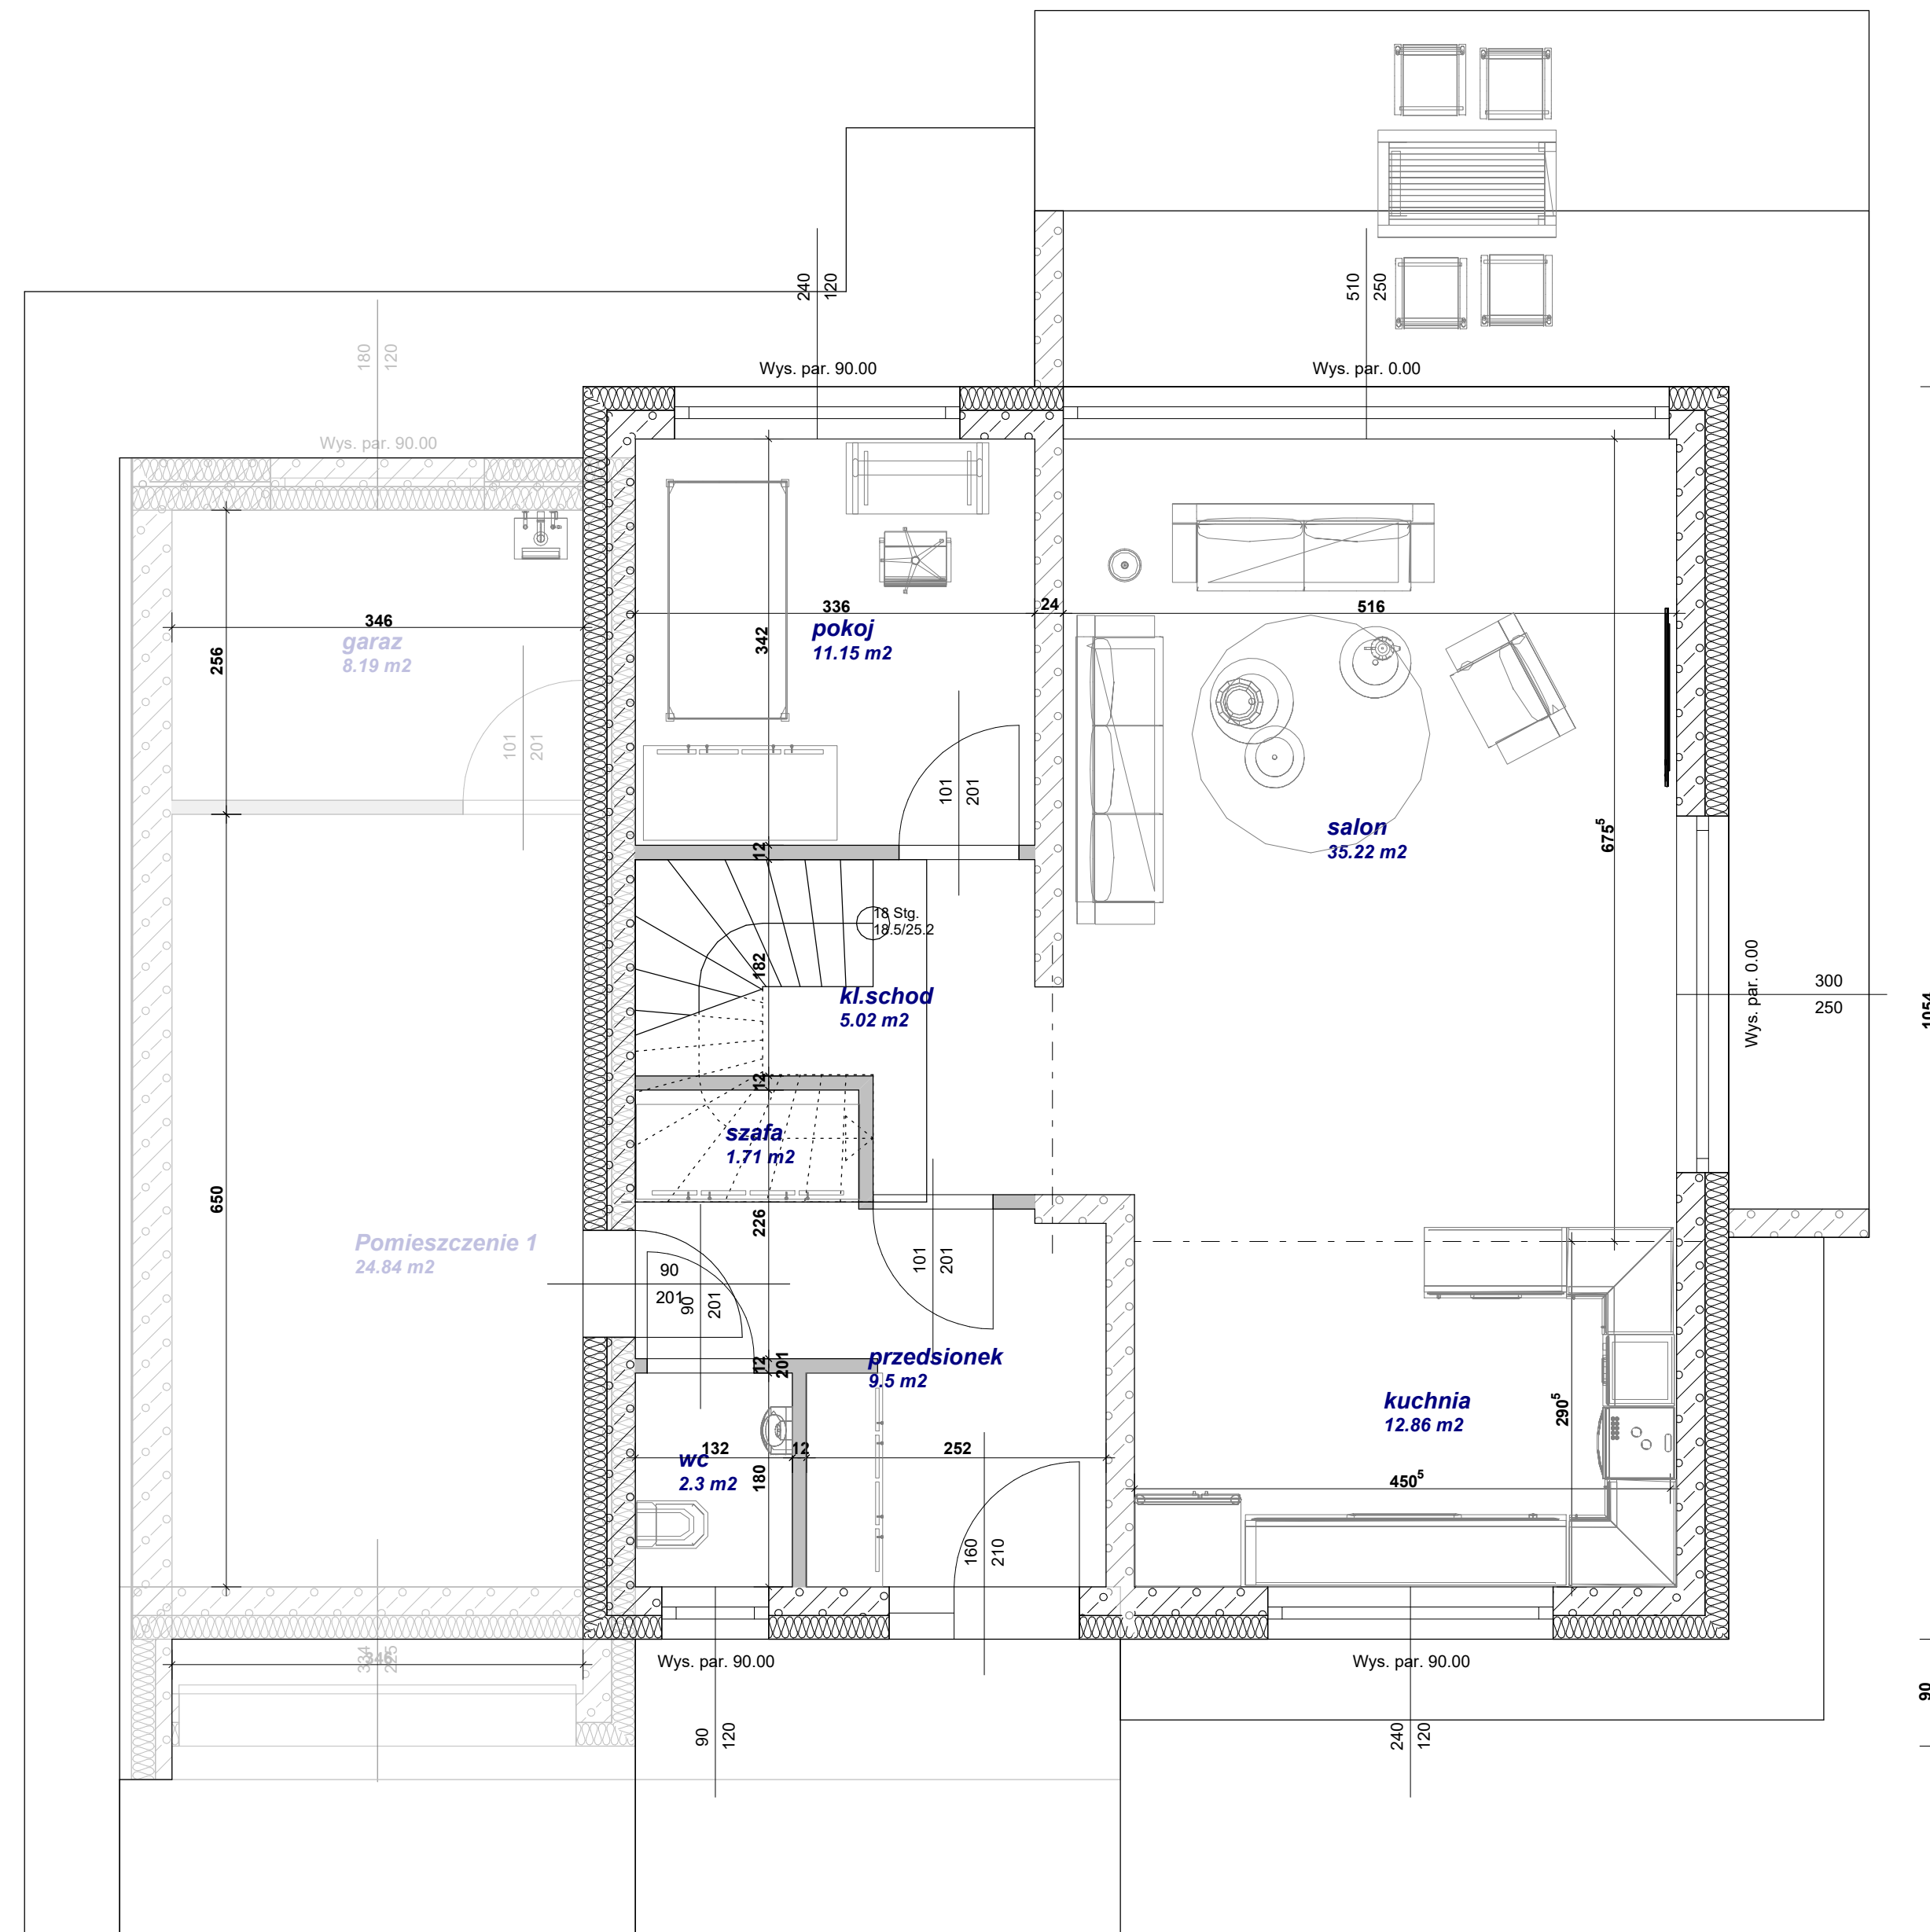 240
120
510
250
180
120
Wys. par. 90.00
Wys. par. 0.00
Wys. par. 90.00
346
garaz
8.19 m2
256
101
201
336
24
516
pokoj
11.15 m2
342
101
201
salon
35.22 m2
675⁵
12
18 Stg.
18.5/25.2
182
kl.schod
5.02 m2
Wys. par. 0.00
300
250
1054
12
szafa
1.71 m2
650
226
Pomieszczenie 1
24.84 m2
90
201
90
201
101
201
12
201
przedsionek
9.5 m2
kuchnia
12.86 m2
290⁵
132
12
252
wc
2.3 m2
180
450⁵
160
210
334
225
346
Wys. par. 90.00
Wys. par. 90.00
90
90
120
240
120